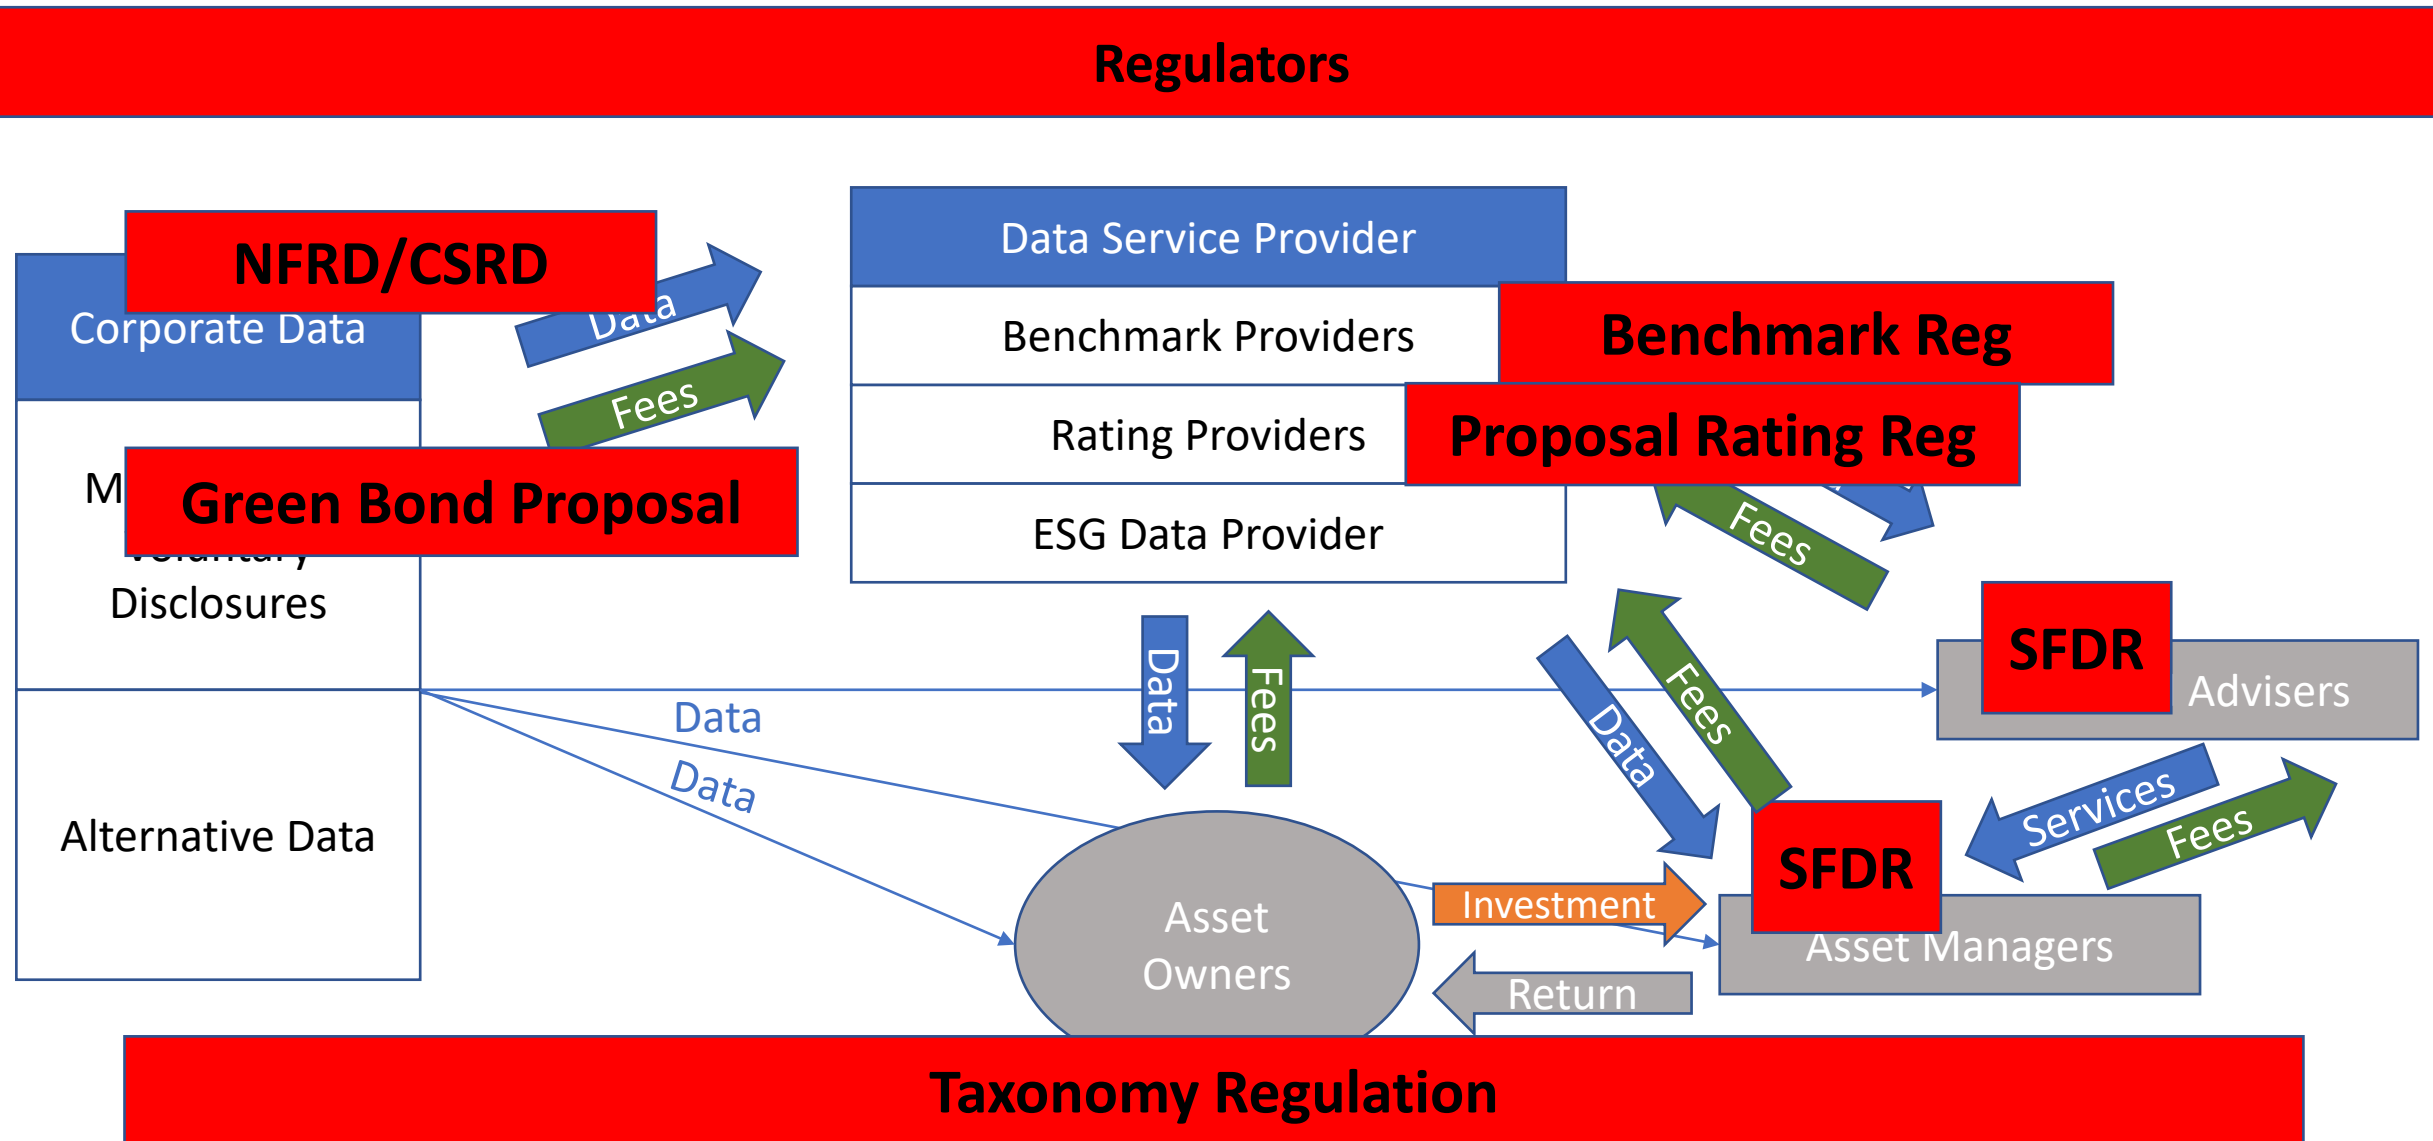 Regulators
NFRD/CSRD
Corporate Data
Data
Fees
Green Bond Proposal
M
Voluntary
Disclosures
Alternative Data
Data Service Provider
Benchmark Providers
Rating Providers
ESG Data Provider
Benchmark Reg
Proposal Rating Reg
Fees
SFDR
Advisers
Data
Fees
Data
Fees
Data
Data
Services
Fees
SFDR
Asset Managers
Investment
Return
Asset
Owners
Taxonomy Regulation